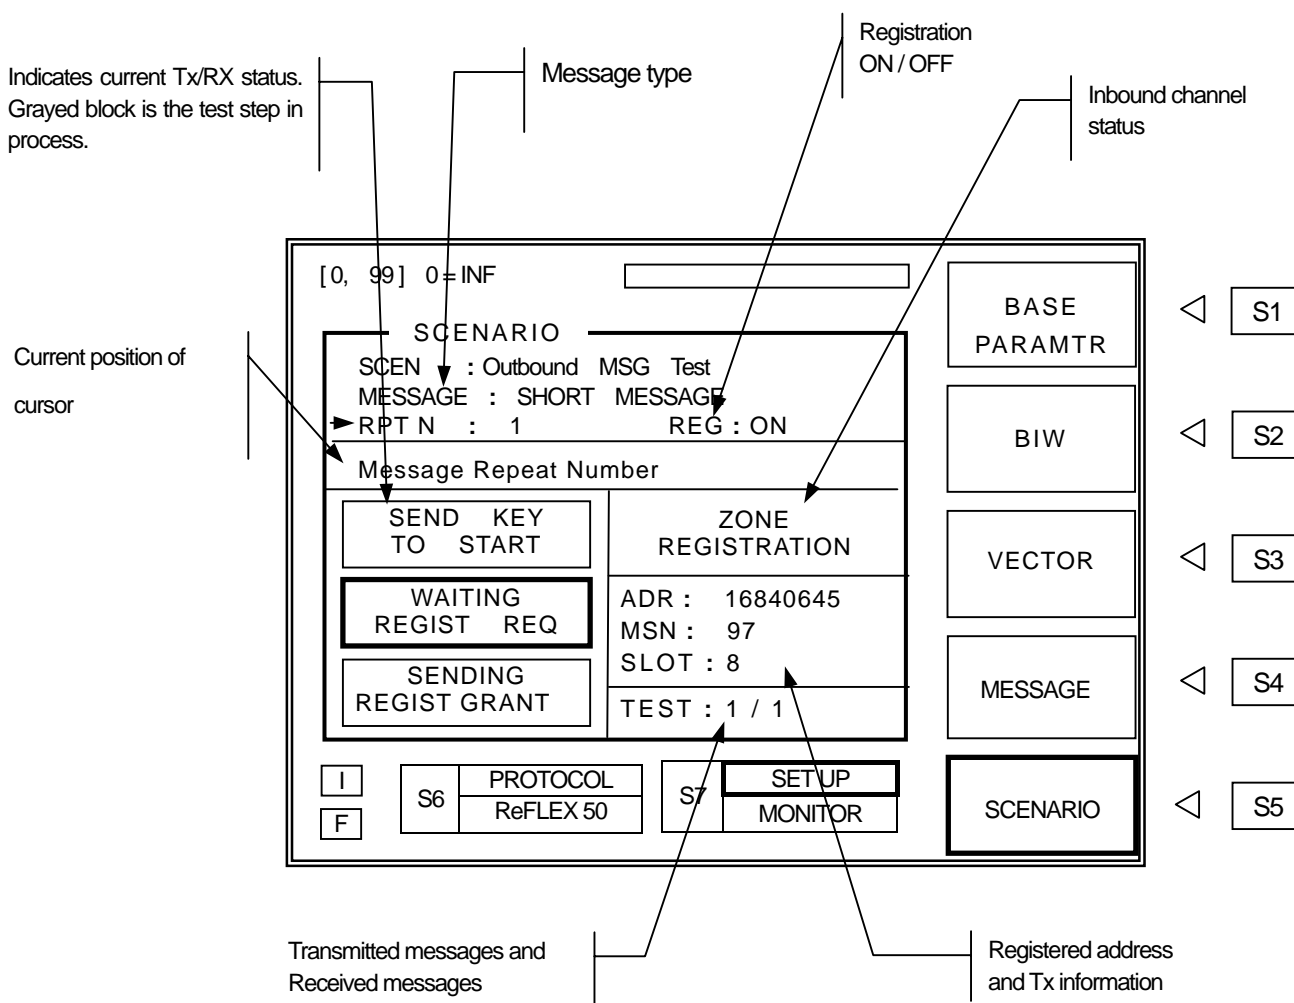 Registration
ON / OFF
Indicates current Tx/RX status.
Grayed block is the test step in
process.
Message type
Inbound channel
status
[0, 99] 0=INF
BASE
PARAMTR
S1
SCENARIO
Current position of
cursor
SCEN : Outbound MSG Test
MESSAGE : SHORT MESSAGE
RPT N : 1 REG : ON
BIW
S2
Message Repeat Number
SEND KEY
TO START
ZONE
REGISTRATION
VECTOR
S3
WAITING
REGIST REQ
ADR : 16840645
MSN : 97
SLOT : 8
SENDING
REGIST GRANT
TEST : 1 / 1
MESSAGE
S4
I
F
S6
PROTOCOL
ReFLEX 50
S7
SET UP
MONITOR
SCENARIO
S5
Transmitted messages and
Received messages
Registered address
and Tx information